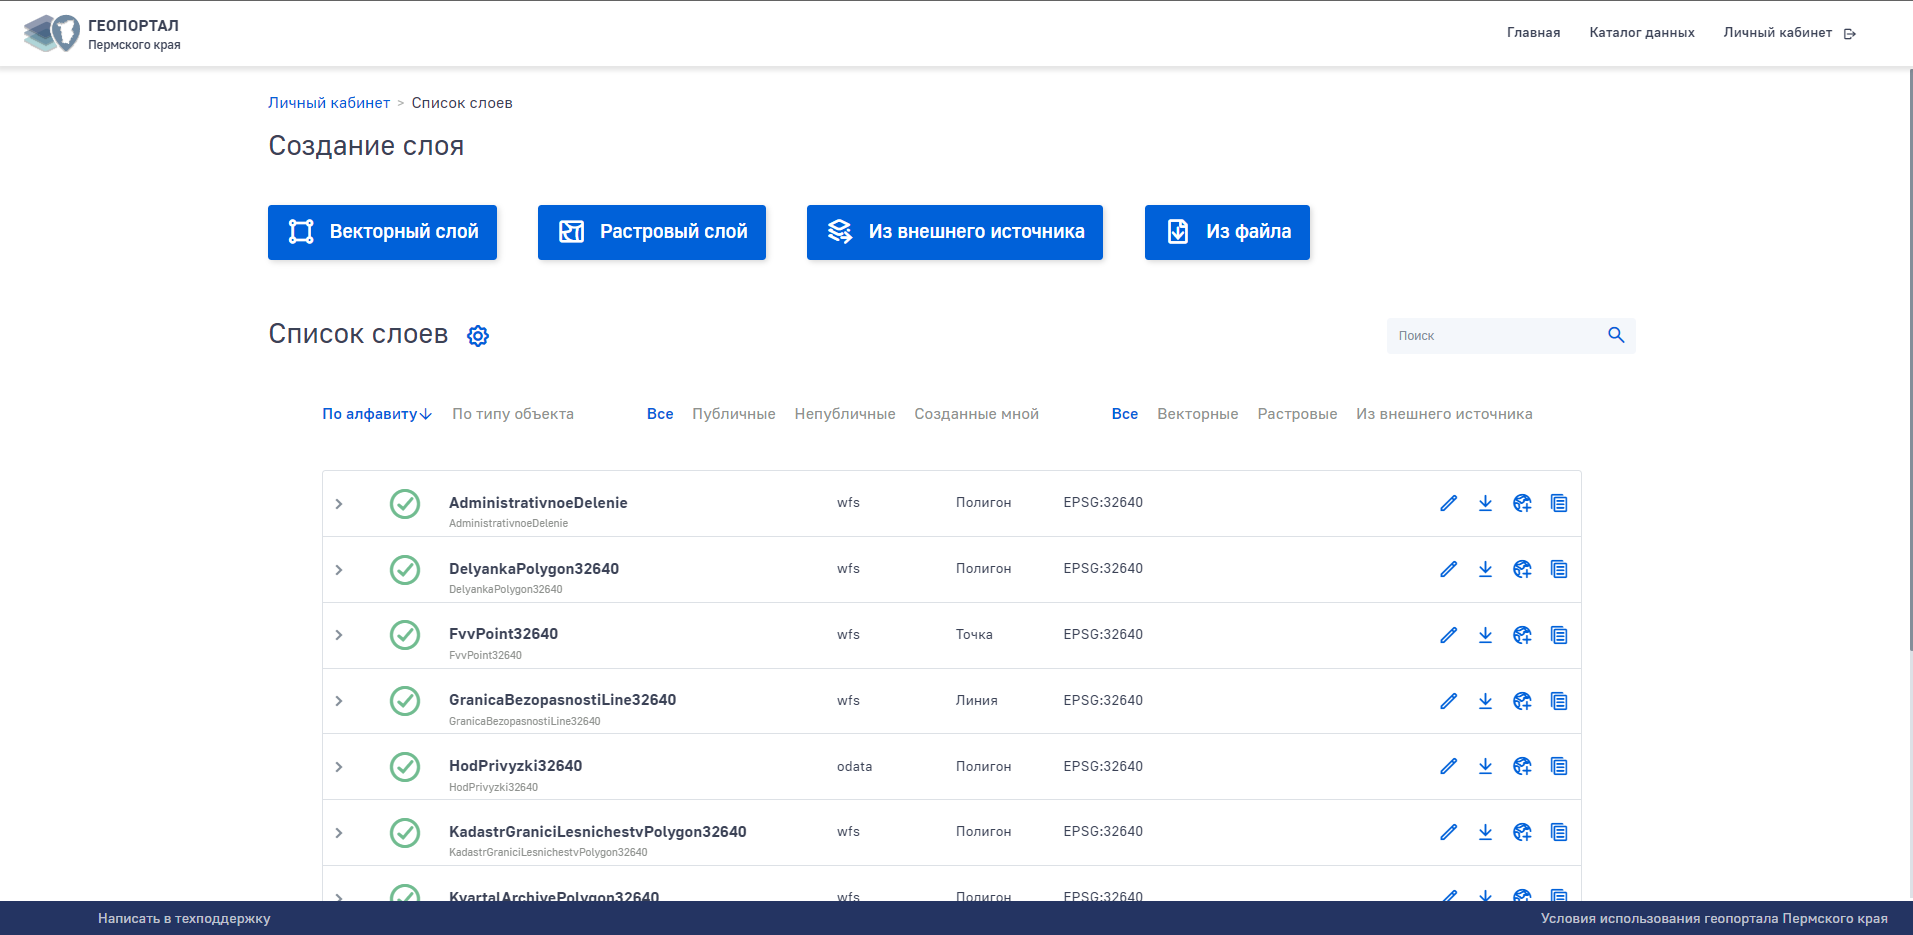 ГЕОПОРТАЛ
Пермского края
Главная Каталог данных Личный кабинет
Личный кабинет > Список слоев
Создание слоя
Векторный слой Растровый слой Из внешнего источника Из файла
Список слоев
Поиск
По алфавиту По типу объекта Все Публичные Непубличные Созданные мной Все Векторные Растровые Из внешнего источника
AdministrativnoeDelenie wfs Полигон EPSG:32640
AdministrativnoeDelenie
DelyankaPolygon32640 wfs Полигон EPSG:32640
DelyankaPolygon32640
FvvPoint32640 wfs Точка EPSG:32640
FvvPoint32640
GranicaBezopasnostiLine32640 wfs Линия EPSG:32640
GranicaBezopasnostiLine32640
HodPrivyzki32640 odata Полигон EPSG:32640
HodPrivyzki32640
KadastrGraniciLesnichestvPolygon32640 wfs Полигон EPSG:32640
KadastrGraniciLesnichestvPolygon32640
KvartalArchivePolygon32640 wfs Полигон EPSG:32640
Написать в техподдержку Условия использования геопортала Пермского края